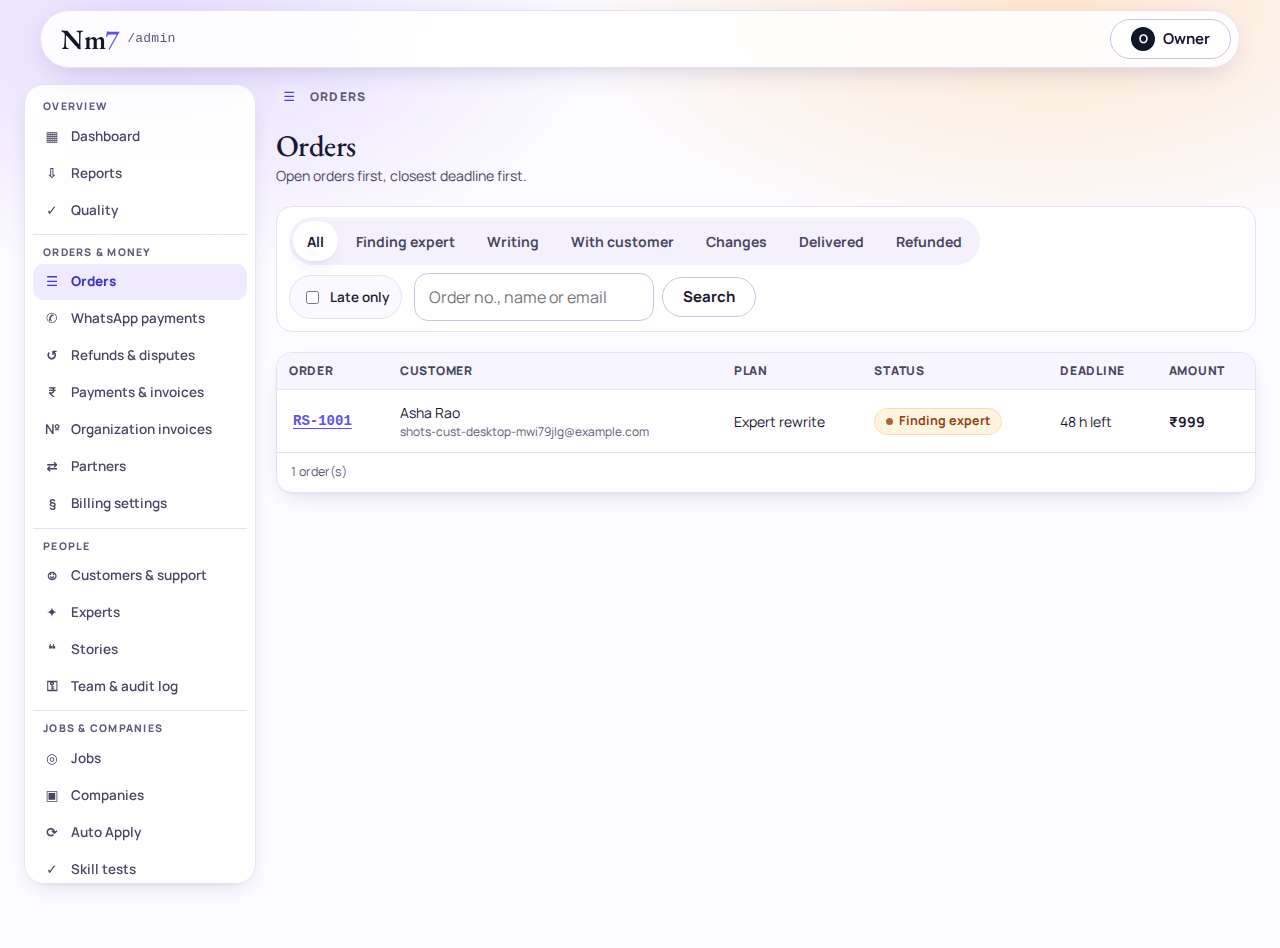 Nm7 /admin
O Owner
OVERVIEW
Dashboard
Reports
Quality
ORDERS & MONEY
Orders
WhatsApp payments
Refunds & disputes
₹ Payments & invoices
Nº Organization invoices
Partners
§ Billing settings
PEOPLE
Customers & support
Experts
Stories
Team & audit log
JOBS & COMPANIES
Jobs
Companies
Auto Apply
Skill tests
ORDERS
Orders
Open orders first, closest deadline first.
All Finding expert Writing With customer Changes Delivered Refunded
Late only Order no., name or email Search
ORDER CUSTOMER PLAN STATUS DEADLINE AMOUNT
RS-1001 Asha Rao Expert rewrite Finding expert 48 h left ₹999
shots-cust-desktop-mwi79jlg@example.com
1 order(s)